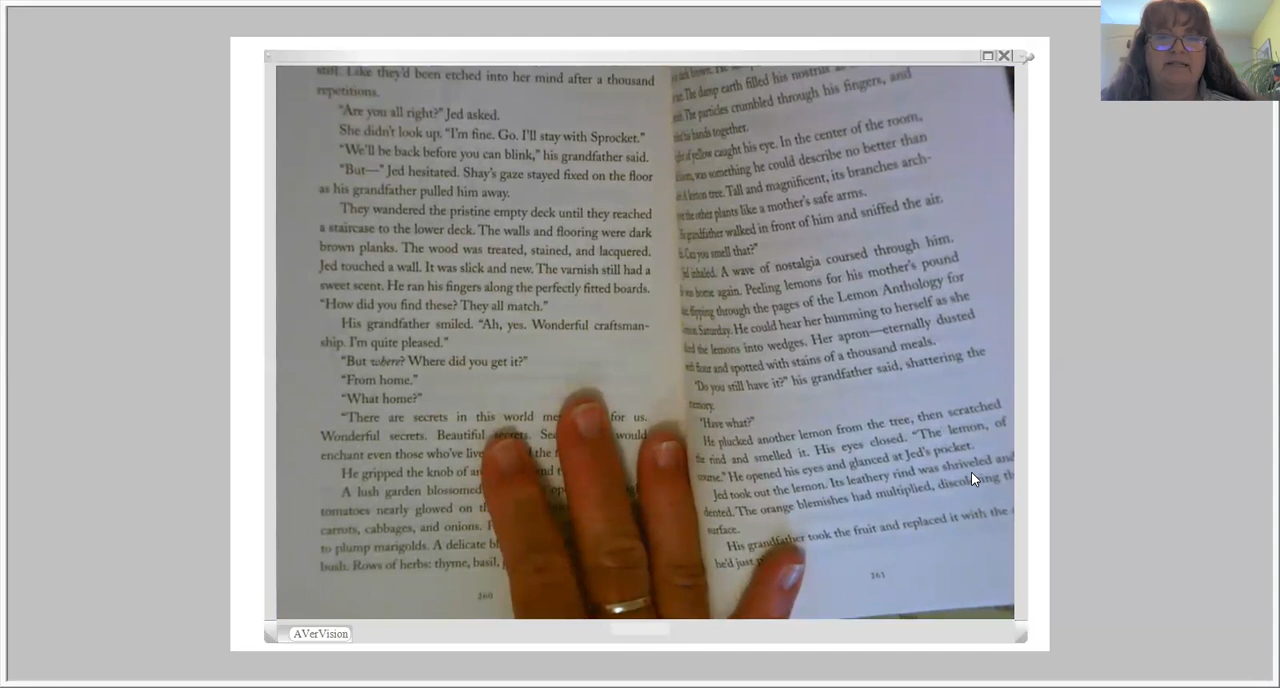 stiff. Like they'd been etched into her mind after a thousand
repetitions.
"Are you all right?" Jed asked.
She didn't look up. "I'm fine. Go. I'll stay with Sprocket."
"We'll be back before you can blink," his grandfather said.
"But—" Jed hesitated. Shay's gaze stayed fixed on the floor
as his grandfather pulled him away.
They wandered the pristine empty deck until they reached
a staircase to the lower deck. The walls and flooring were dark
brown planks. The wood was treated, stained, and lacquered.
Jed touched a wall. It was slick and new. The varnish still had a
sweet scent. He ran his fingers along the perfectly fitted boards.
"How did you find these? They all match."
His grandfather smiled. "Ah, yes. Wonderful craftsman-
ship. I'm quite pleased."
"But where? Where did you get it?"
"From home."
"What home?"
"There are secrets in this world for us.
Wonderful secrets. Beautiful secrets. would
enchant even those who've the
He gripped the knob of
A lush garden blossomed
tomatoes nearly glowed on
carrots, cabbages, and onions.
to plump marigolds. A delicate
bush. Rows of herbs: thyme, basil,
260
The damp earth filled his nostrils
The particles crumbled through his fingers, and
his hands together.
of yellow caught his eye. In the center of the room,
was something he could describe no better than
lemon tree. Tall and magnificent, its branches arch-
the other plants like a mother's safe arms.
grandfather walked in front of him and sniffed the air.
Can you smell that?"
inhaled. A wave of nostalgia coursed through him.
home again. Peeling lemons for his mother's pound
flipping through the pages of the Lemon Anthology for
Saturday. He could hear her humming to herself as she
the lemons into wedges. Her apron—eternally dusted
flour and spotted with stains of a thousand meals.
"Do you still have it?" his grandfather said, shattering the
memory.
"Have what?"
He plucked another lemon from the tree, then scratched
the rind and smelled it. His eyes closed. "The lemon, of
course." He opened his eyes and glanced at Jed's pocket.
Jed took out the lemon. Its leathery rind was shriveled and
dented. The orange blemishes had multiplied, discoloring the
surface.
His grandfather took the fruit and replaced it with the
he'd just
261
AVerVision